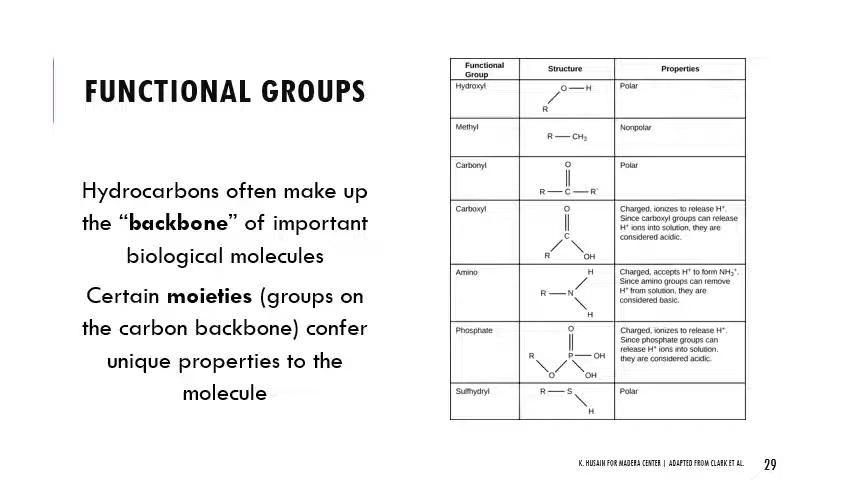 FUNCTIONAL GROUPS
Hydrocarbons often make up
the “backbone” of important
biological molecules
Certain moieties (groups on
the carbon backbone) confer
unique properties to the
molecule
Functional
Group
Structure
Properties
Hydroxyl
O H
R
Polar
Methyl
R CH₃
Nonpolar
Carbonyl
O
R C R`
Polar
Carboxyl
O
C
R OH
Charged, ionizes to release H⁺.
Since carboxyl groups can release
H⁺ ions into solution, they are
considered acidic.
Amino
H
R N
H
Charged, accepts H⁺ to form NH₃⁺.
Since amino groups can remove
H⁺ from solution, they are
considered basic.
Phosphate
O
R P OH
O OH
Charged, ionizes to release H⁺.
Since phosphate groups can
release H⁺ ions into solution,
they are considered acidic.
Sulfhydryl
R S
H
Polar
K. HUSAIN FOR MADERA CENTER | ADAPTED FROM CLARK ET AL.
29